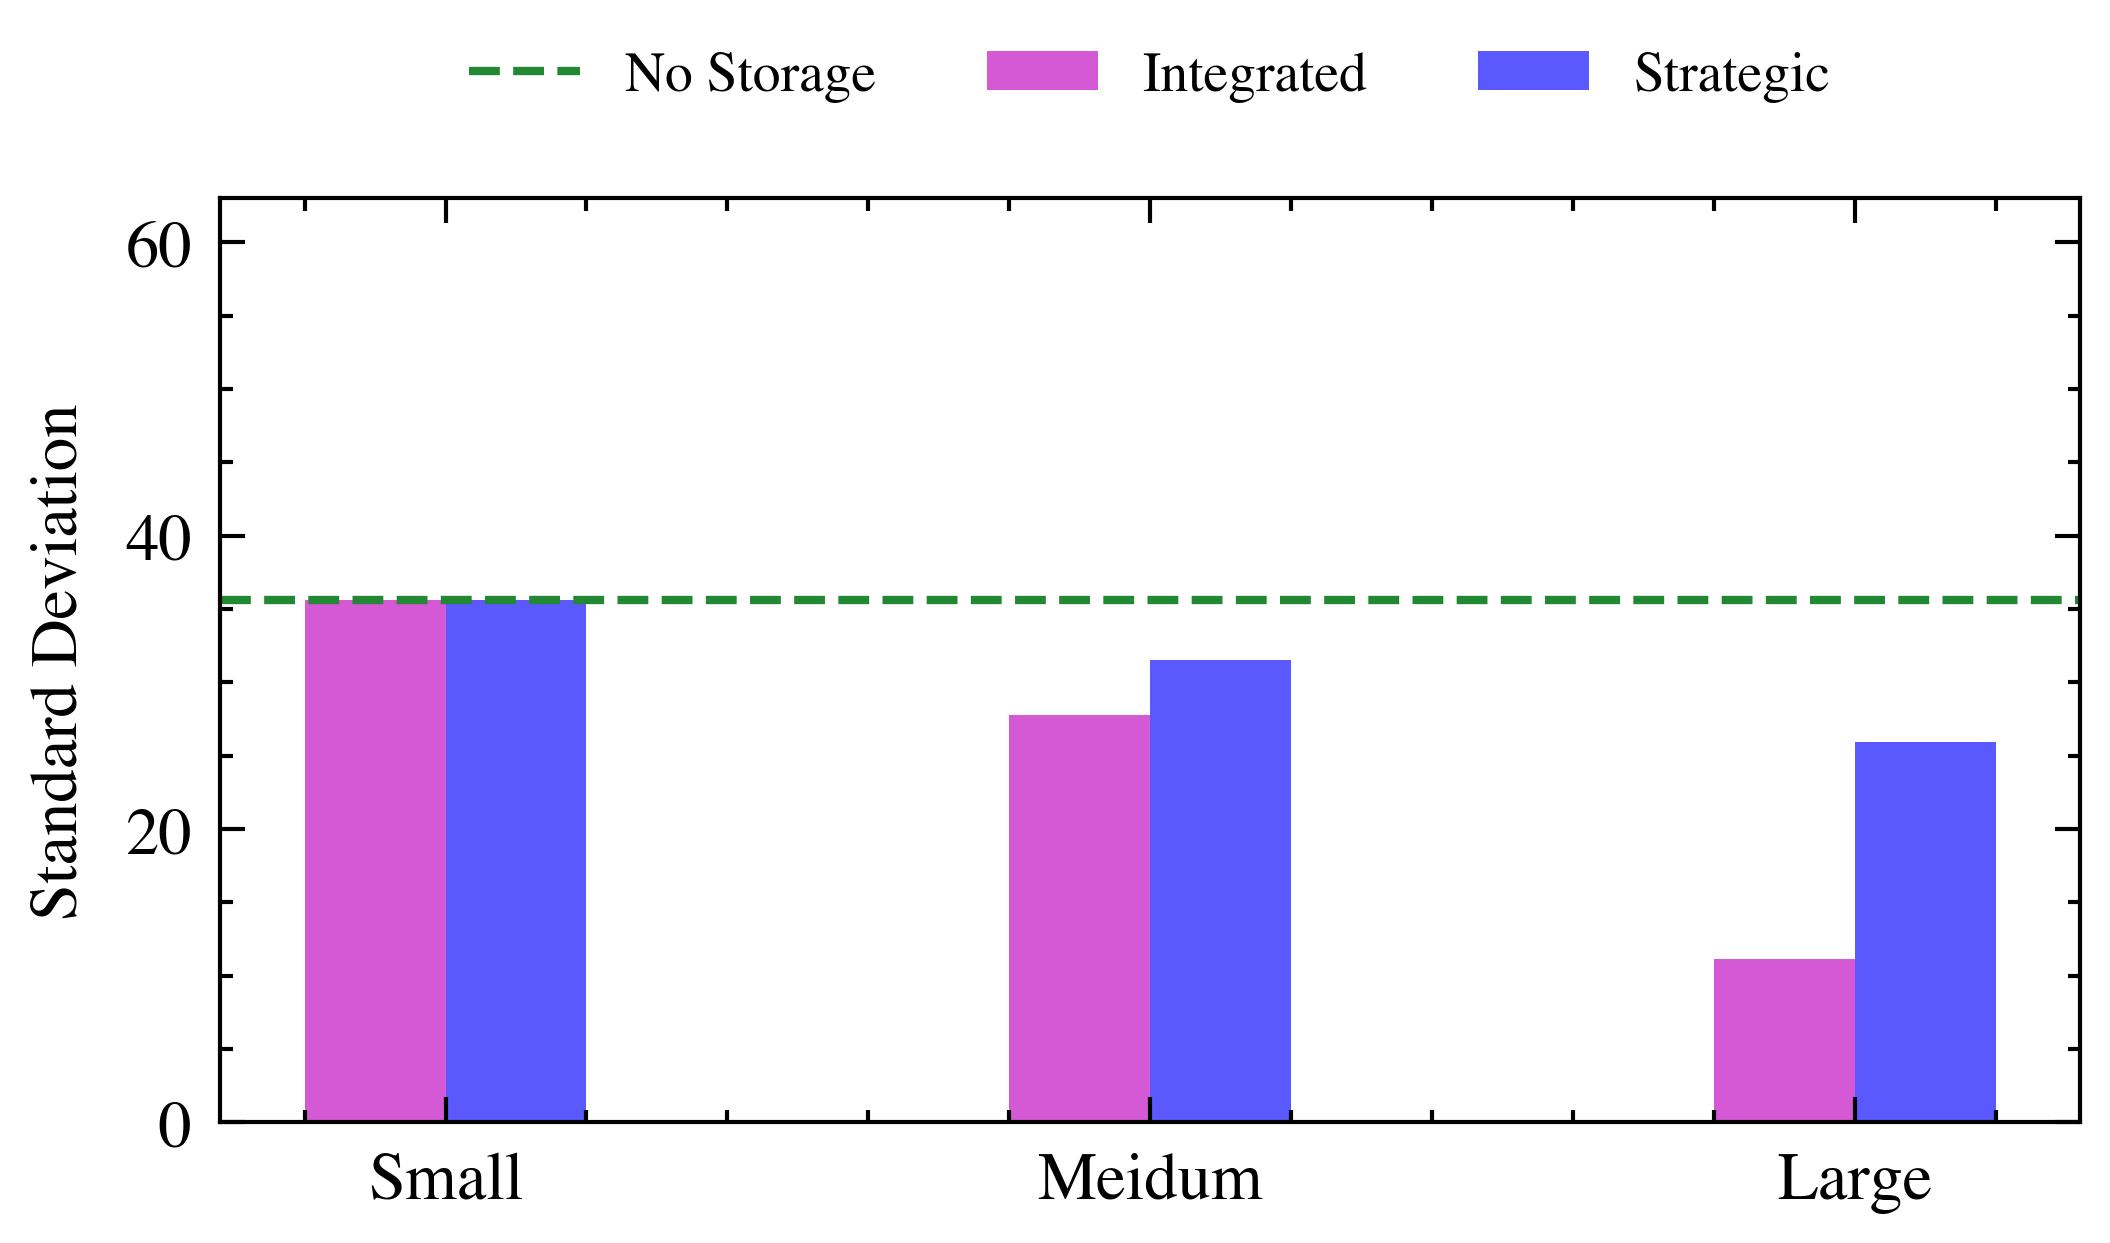 No Storage Integrated Strategic
60
40
20
0
Standard Deviation
Small Meidum Large